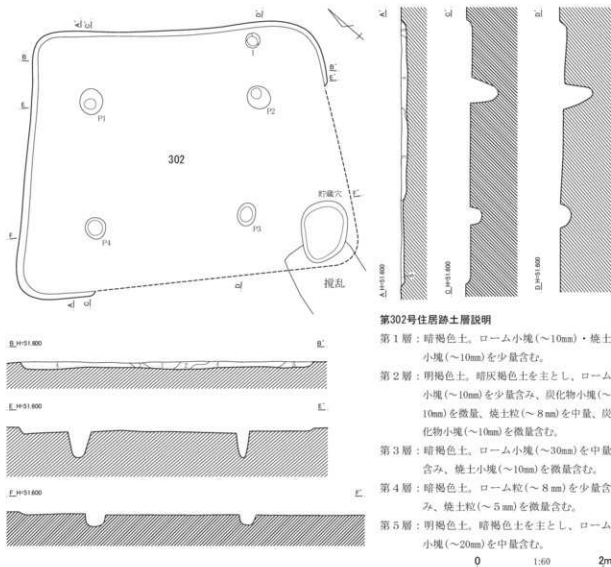 A' C' D'
B
E
1
B'
E'
P1
P2
302
貯蔵穴
F
F'
P4
P3
撹乱
A C D
A' C' D'
A H=51.600
C H=51.600
D H=51.600
B H=51.600 B'
E H=51.600 E'
F H=51.600 F'
第302号住居跡土層説明
第1層：暗褐色土。ローム小塊(～10mm)・焼土
小塊(～10mm)を少量含む。
第2層：明褐色土。暗灰褐色土を主とし、ローム
小塊(～10mm)を少量含み、炭化物小塊(～
10mm)を微量、焼土粒(～8mm)を中量、炭
化物小塊(～10mm)を微量含む。
第3層：暗褐色土。ローム小塊(～30mm)を中量
含み、焼土小塊(～10mm)を微量含む。
第4層：暗褐色土。ローム粒(～8mm)を少量含
み、焼土粒(～5mm)を微量含む。
第5層：明褐色土。暗褐色土を主とし、ローム
小塊(～20mm)を中量含む。
0 1:60 2m